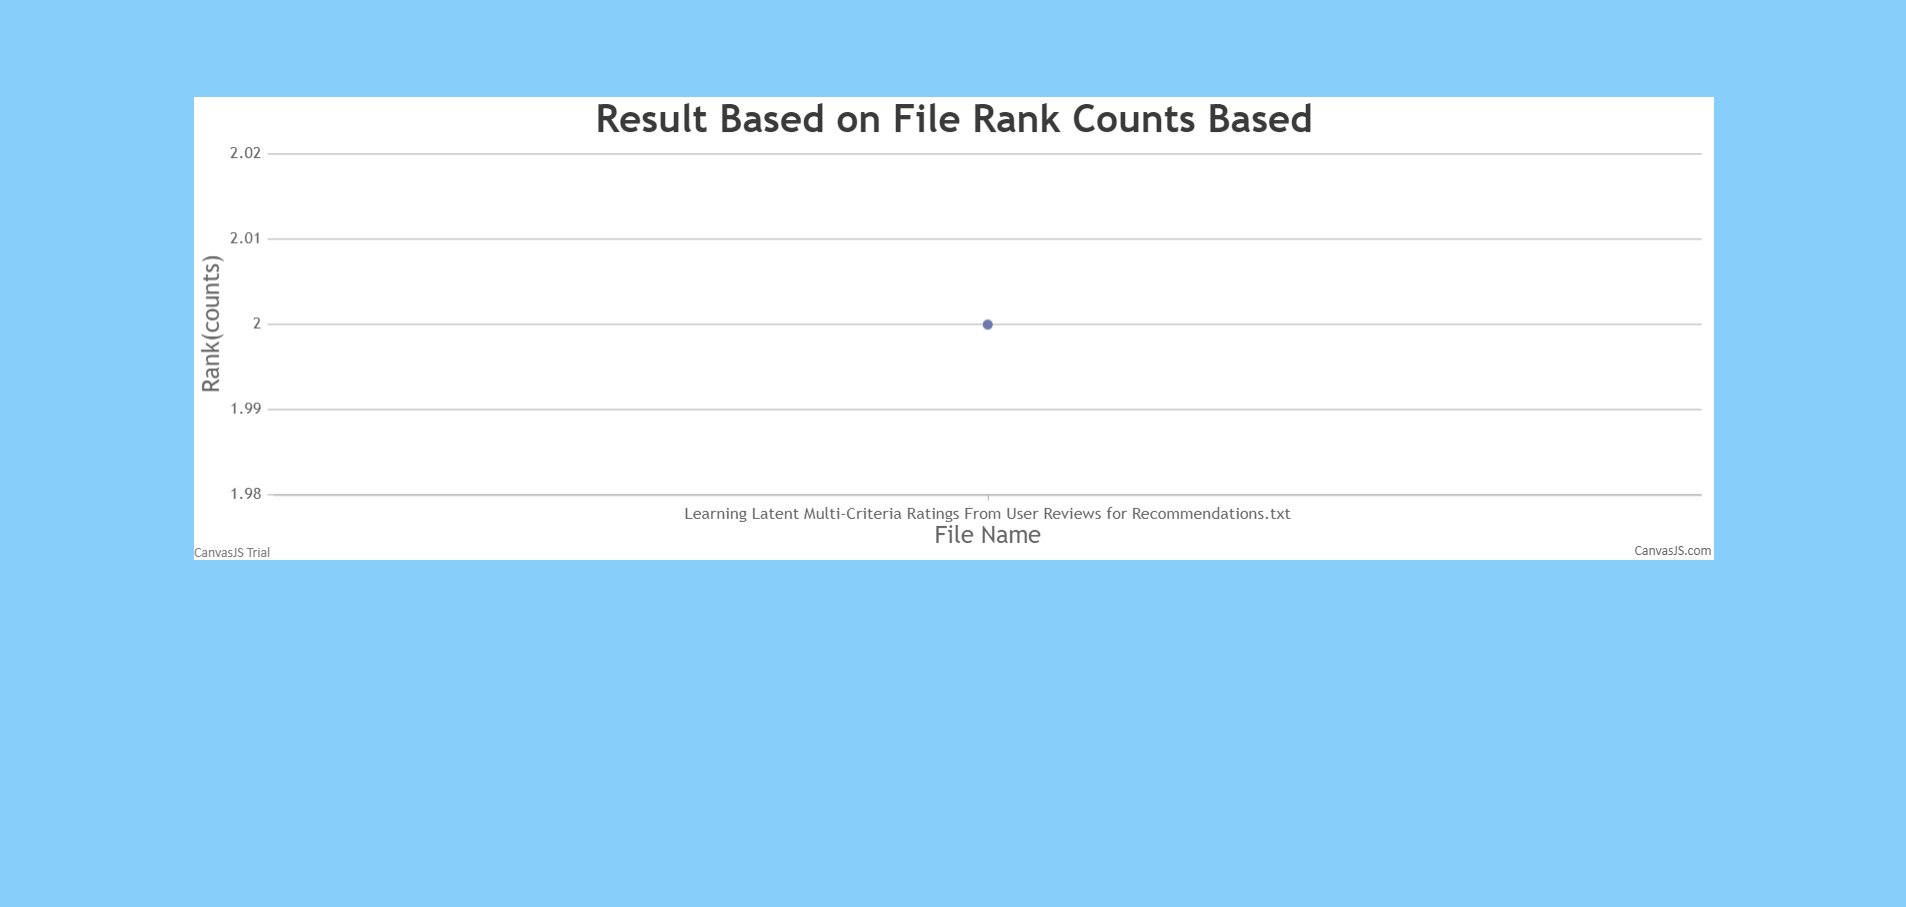 Result Based on File Rank Counts Based
2.02
2.01
2
1.99
1.98
Rank(counts)
Learning Latent Multi-Criteria Ratings From User Reviews for Recommendations.txt
File Name
CanvasJS Trial
CanvasJS.com